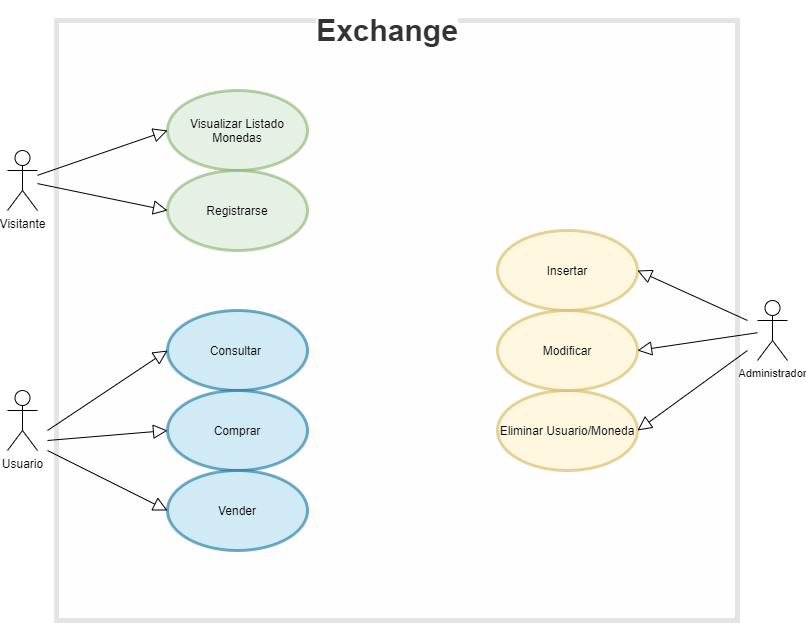 Exchange
Visualizar Listado
Monedas
Registrarse
Visitante
Insertar
Consultar
Modificar
Administrador
Comprar
Eliminar Usuario/Moneda
Usuario
Vender